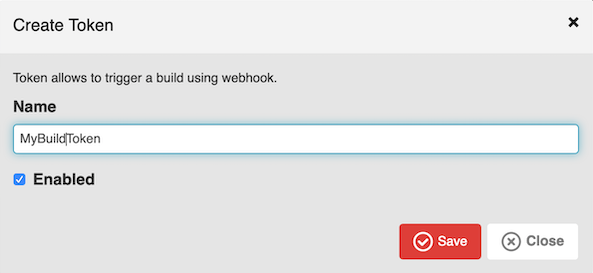 Create Token
Token allows to trigger a build using webhook.
Name
MyBuildToken
Enabled
Save Close